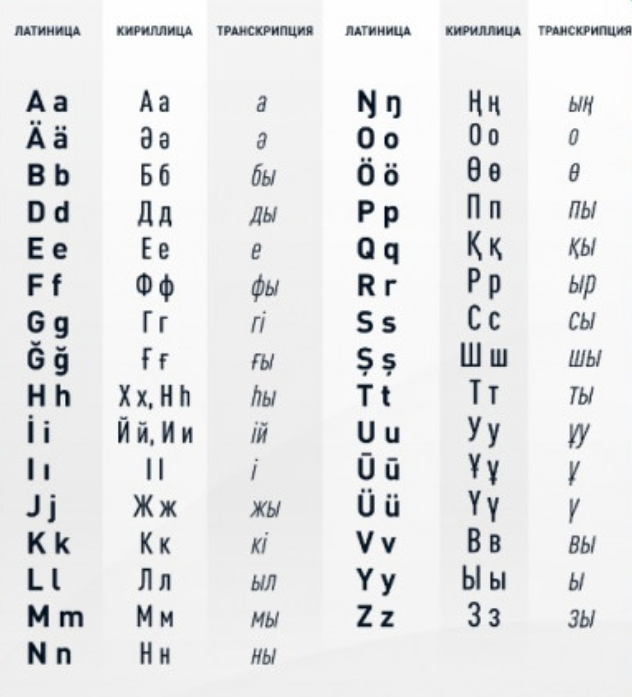 ЛАТИНИЦА КИРИЛЛИЦА ТРАНСКРИПЦИЯ ЛАТИНИЦА КИРИЛЛИЦА ТРАНСКРИПЦИЯ
A a А а а Ŋ ŋ Ң ң ың
Ä ä Ә ә ә O o О о о
B b Б б бы Ö ö Ө ө ө
D d Д д ды P p П п пы
E e Е е е Q q Қ қ қы
F f Ф ф фы R r Р р ыр
G g Г г гі S s С с сы
Ğ ğ Ғ ғ ғы Ş ş Ш ш шы
H h Х х, Һ һ һы T t Т т ты
İ i Й й, И и ій U u У у ұу
I ı І І і Ū ū Ұ ұ ұ
J j Ж ж жы Ü ü Ү ү ү
K k К к кі V v В в вы
L l Л л ыл Y y Ы ы ы
M m М м мы Z z З з зы
N n Н н ны